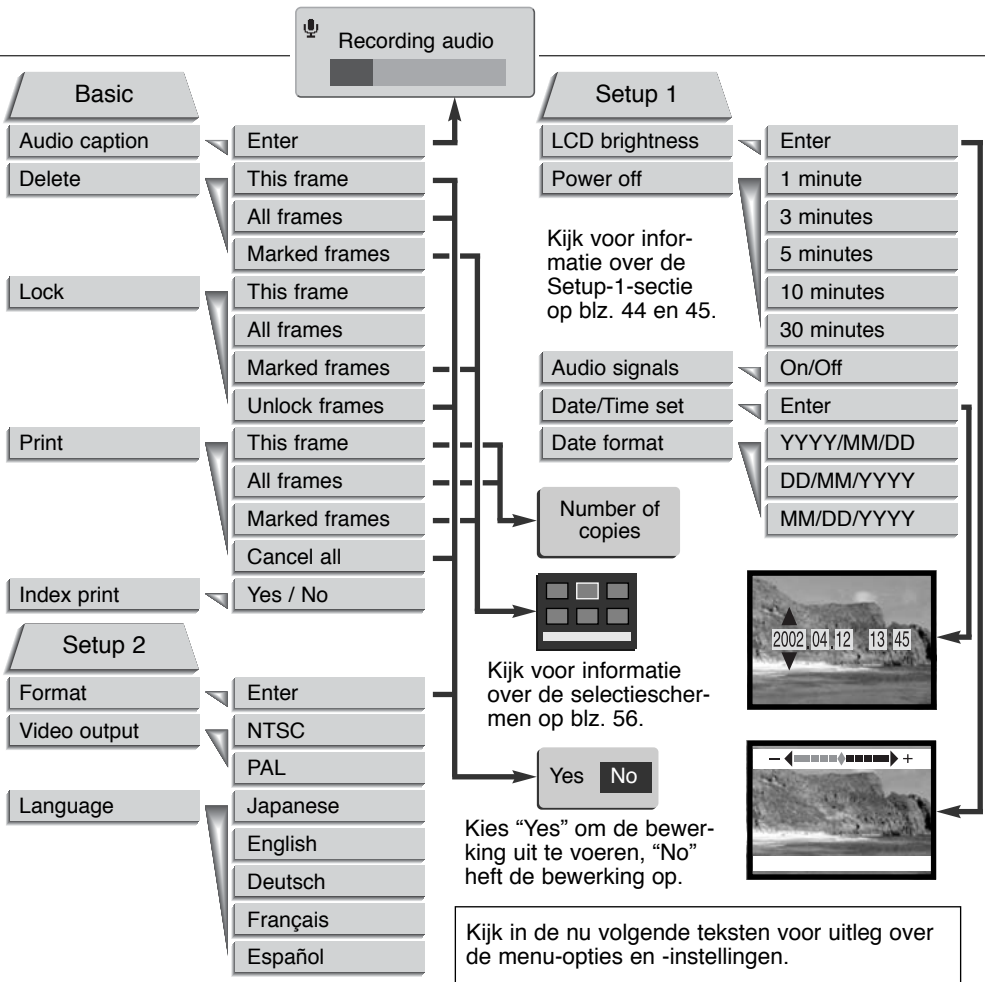 Recording audio
Basic
Audio caption
Enter
Delete
This frame
All frames
Marked frames
Lock
This frame
All frames
Marked frames
Unlock frames
Print
This frame
All frames
Marked frames
Cancel all
Index print
Yes / No
Setup 2
Format
Enter
Video output
NTSC
PAL
Language
Japanese
English
Deutsch
Français
Español
Setup 1
LCD brightness
Enter
Power off
1 minute
3 minutes
5 minutes
10 minutes
30 minutes
Kijk voor infor-
matie over de
Setup-1-sectie
op blz. 44 en 45.
Audio signals
On/Off
Date/Time set
Enter
Date format
YYYY/MM/DD
DD/MM/YYYY
MM/DD/YYYY
Number of
copies
Kijk voor informatie
over de selectiescher-
men op blz. 56.
2002.04.12 13:45
Yes No
Kies “Yes” om de bewer-
king uit te voeren, “No”
heft de bewerking op.
– +
Kijk in de nu volgende teksten voor uitleg over
de menu-opties en -instellingen.